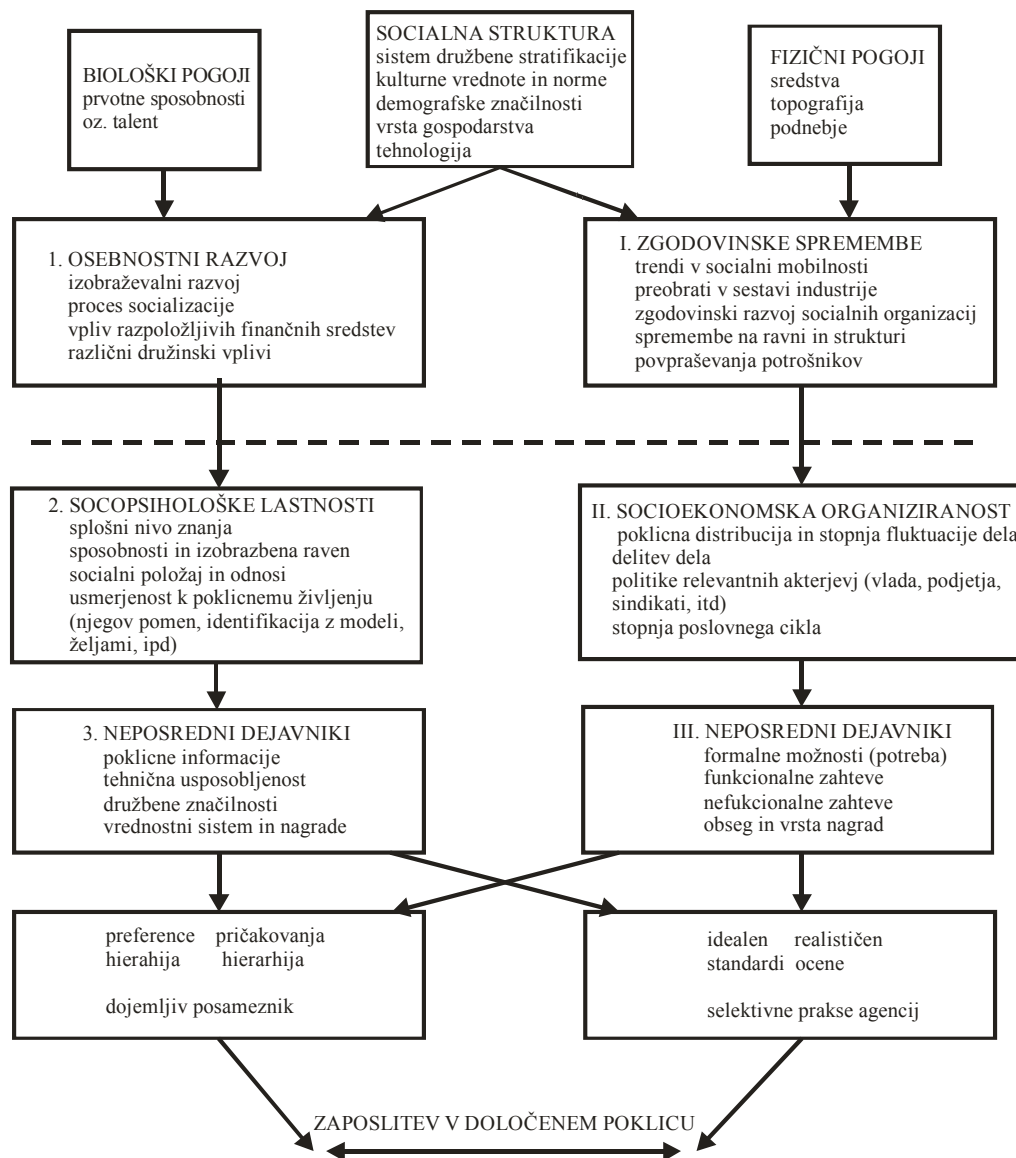 BIOLOŠKI POGOJI
prvotne sposobnosti
oz. talent
SOCIALNA STRUKTURA
sistem družbene stratifikacije
kulturne vrednote in norme
demografske značilnosti
vrsta gospodarstva
tehnologija
FIZIČNI POGOJI
sredstva
topografija
podnebje
1. OSEBNOSTNI RAZVOJ
izobraževalni razvoj
proces socializacije
vpliv razpoložljivih finančnih sredstev
različni družinski vplivi
I. ZGODOVINSKE SPREMEMBE
trendi v socialni mobilnosti
preobrati v sestavi industrije
zgodovinski razvoj socialnih organizacij
spremembe na ravni in strukturi
povpraševanja potrošnikov
2. SOCOPSIHOLOŠKE LASTNOSTI
splošni nivo znanja
sposobnosti in izobrazbena raven
socialni položaj in odnosi
usmerjenost k poklicnemu življenju
(njegov pomen, identifikacija z modeli,
željami, ipd)
II. SOCIOEKONOMSKA ORGANIZIRANOST
poklicna distribucija in stopnja fluktuacije dela
delitev dela
politike relevantnih akterjevj (vlada, podjetja,
sindikati, itd)
stopnja poslovnega cikla
3. NEPOSREDNI DEJAVNIKI
poklicne informacije
tehnična usposobljenost
družbene značilnosti
vrednostni sistem in nagrade
III. NEPOSREDNI DEJAVNIKI
formalne možnosti (potreba)
funkcionalne zahteve
nefukcionalne zahteve
obseg in vrsta nagrad
preference pričakovanja
hierahija hierarhija
dojemljiv posameznik
idealen realističen
standardi ocene
selektivne prakse agencij
ZAPOSLITEV V DOLOČENEM POKLICU